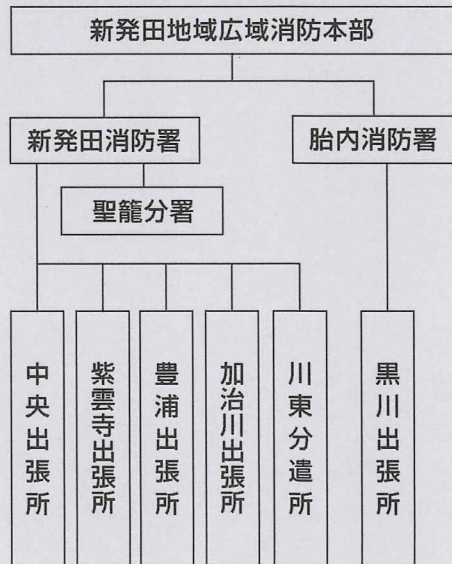 新発田地域広域消防本部
新発田消防署
胎内消防署
聖籠分署
中央出張所
紫雲寺出張所
豊浦出張所
加治川出張所
川東分遣所
黒川出張所